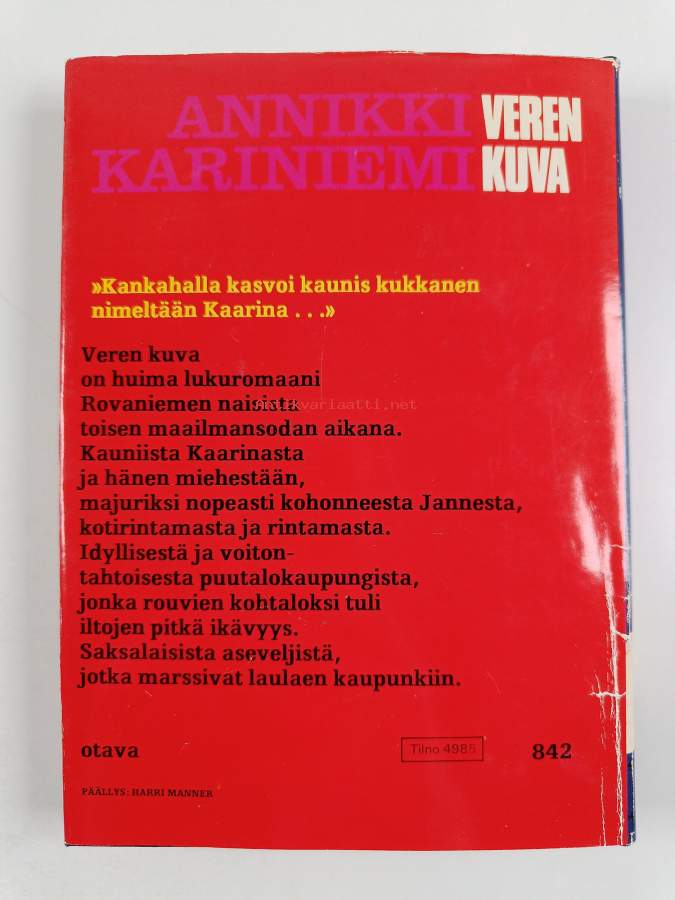 ANNIKKI VEREN
KARINIEMI KUVA
»Kankahalla kasvoi kaunis kukkanen
nimeltään Kaarina . . .»
Veren kuva
on huima lukuromaani
Rovaniemen naisista
toisen maailmansodan aikana.
Kauniista Kaarinasta
ja hänen miehestään,
majuriksi nopeasti kohonneesta Jannesta,
kotirintamasta ja rintamasta.
Idyllisestä ja voiton-
tahtoisesta puutalokaupungista,
jonka rouvien kohtaloksi tuli
iltojen pitkä ikävyys.
Saksalaisista aseveljistä,
jotka marssivat laulaen kaupunkiin.
otava Tilno 4985 842
PÄÄLLYS: HARRI MANNER
Antikvariaatti.net